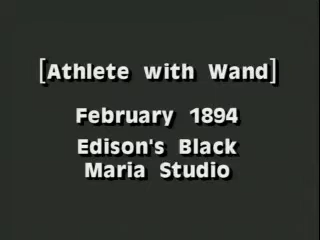 [Athlete with Wand]
February 1894
Edison's Black
Maria Studio